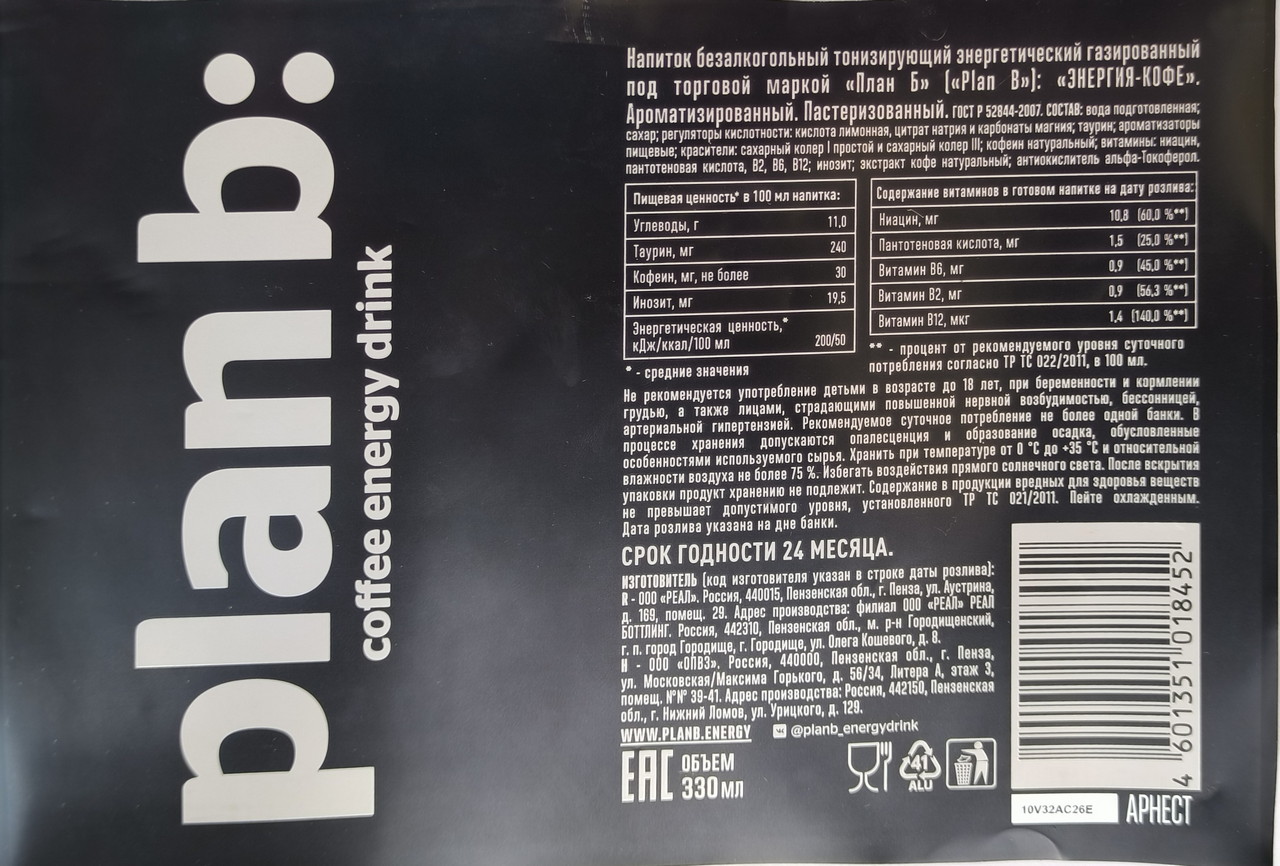 plan b:
coffee energy drink
Напиток безалкогольный тонизирующий энергетический газированный
под торговой маркой «План Б» («Plan B»): «ЭНЕРГИЯ-КОФЕ».
Ароматизированный. Пастеризованный. ГОСТ Р 52844-2007. СОСТАВ: вода подготовленная;
сахар; регуляторы кислотности: кислота лимонная, цитрат натрия и карбонаты магния; таурин; ароматизаторы
пищевые; красители: сахарный колер I простой и сахарный колер III; кофеин натуральный; витамины: ниацин,
пантотеновая кислота, В2, В6, В12; инозит; экстракт кофе натуральный; антиокислитель альфа-Токоферол.
Пищевая ценность* в 100 мл напитка:
Углеводы, г 11,0
Таурин, мг 240
Кофеин, мг, не более 30
Инозит, мг 19,5
Энергетическая ценность,*
кДж/ккал/100 мл 200/50
* - средние значения
Содержание витаминов в готовом напитке на дату розлива:
Ниацин, мг 10,8 (60,0 %**)
Пантотеновая кислота, мг 1,5 (25,0 %**)
Витамин В6, мг 0,9 (45,0 %**)
Витамин В2, мг 0,9 (56,3 %**)
Витамин В12, мкг 1,4 (140,0 %**)
** - процент от рекомендуемого уровня суточного
потребления согласно ТР ТС 022/2011, в 100 мл.
Не рекомендуется употребление детьми в возрасте до 18 лет, при беременности и кормлении
грудью, а также лицами, страдающими повышенной нервной возбудимостью, бессонницей,
артериальной гипертензией. Рекомендуемое суточное потребление не более одной банки. В
процессе хранения допускаются опалесценция и образование осадка, обусловленные
особенностями используемого сырья. Хранить при температуре от 0 °С до +35 °С и относительной
влажности воздуха не более 75 %. Избегать воздействия прямого солнечного света. После вскрытия
упаковки продукт хранению не подлежит. Содержание в продукции вредных для здоровья веществ
не превышает допустимого уровня, установленного ТР ТС 021/2011. Пейте охлажденным.
Дата розлива указана на дне банки.
СРОК ГОДНОСТИ 24 МЕСЯЦА.
ИЗГОТОВИТЕЛЬ (код изготовителя указан в строке даты розлива):
R - ООО «РЕАЛ». Россия, 440015, Пензенская обл., г. Пенза, ул. Аустрина,
д. 169, помещ. 29. Адрес производства: филиал ООО «РЕАЛ» РЕАЛ
БОТТЛИНГ. Россия, 442310, Пензенская обл., м. р-н Городищенский,
г. п. город Городище, г. Городище, ул. Олега Кошевого, д. 8.
Н - ООО «ОПВЗ». Россия, 440000, Пензенская обл., г. Пенза,
ул. Московская/Максима Горького, д. 56/34, Литера А, этаж 3,
помещ. №№ 39-41. Адрес производства: Россия, 442150, Пензенская
обл., г. Нижний Ломов, ул. Урицкого, д. 129.
WWW.PLANB.ENERGY @planb_energydrink
ЕАС ОБЪЕМ
330 мл
41
ALU
4 601351 018452
10V32AC26E АРНЕСТ